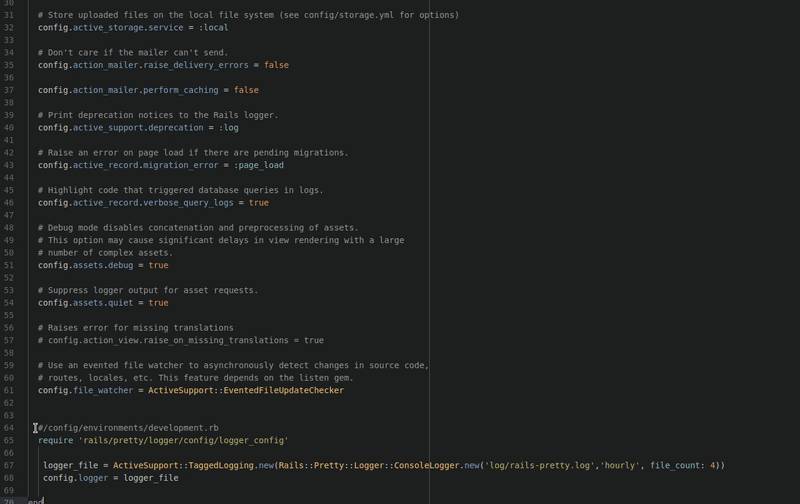 30
31 # Store uploaded files on the local file system (see config/storage.yml for options)
32 config.active_storage.service = :local
33
34 # Don't care if the mailer can't send.
35 config.action_mailer.raise_delivery_errors = false
36
37 config.action_mailer.perform_caching = false
38
39 # Print deprecation notices to the Rails logger.
40 config.active_support.deprecation = :log
41
42 # Raise an error on page load if there are pending migrations.
43 config.active_record.migration_error = :page_load
44
45 # Highlight code that triggered database queries in logs.
46 config.active_record.verbose_query_logs = true
47
48 # Debug mode disables concatenation and preprocessing of assets.
49 # This option may cause significant delays in view rendering with a large
50 # number of complex assets.
51 config.assets.debug = true
52
53 # Suppress logger output for asset requests.
54 config.assets.quiet = true
55
56 # Raises error for missing translations
57 # config.action_view.raise_on_missing_translations = true
58
59 # Use an evented file watcher to asynchronously detect changes in source code,
60 # routes, locales, etc. This feature depends on the listen gem.
61 config.file_watcher = ActiveSupport::EventedFileUpdateChecker
62
63
64 #/config/environments/development.rb
65 require 'rails/pretty/logger/config/logger_config'
66
67 logger_file = ActiveSupport::TaggedLogging.new(Rails::Pretty::Logger::ConsoleLogger.new('log/rails-pretty.log','hourly', file_count: 4))
68 config.logger = logger_file
69
70 end